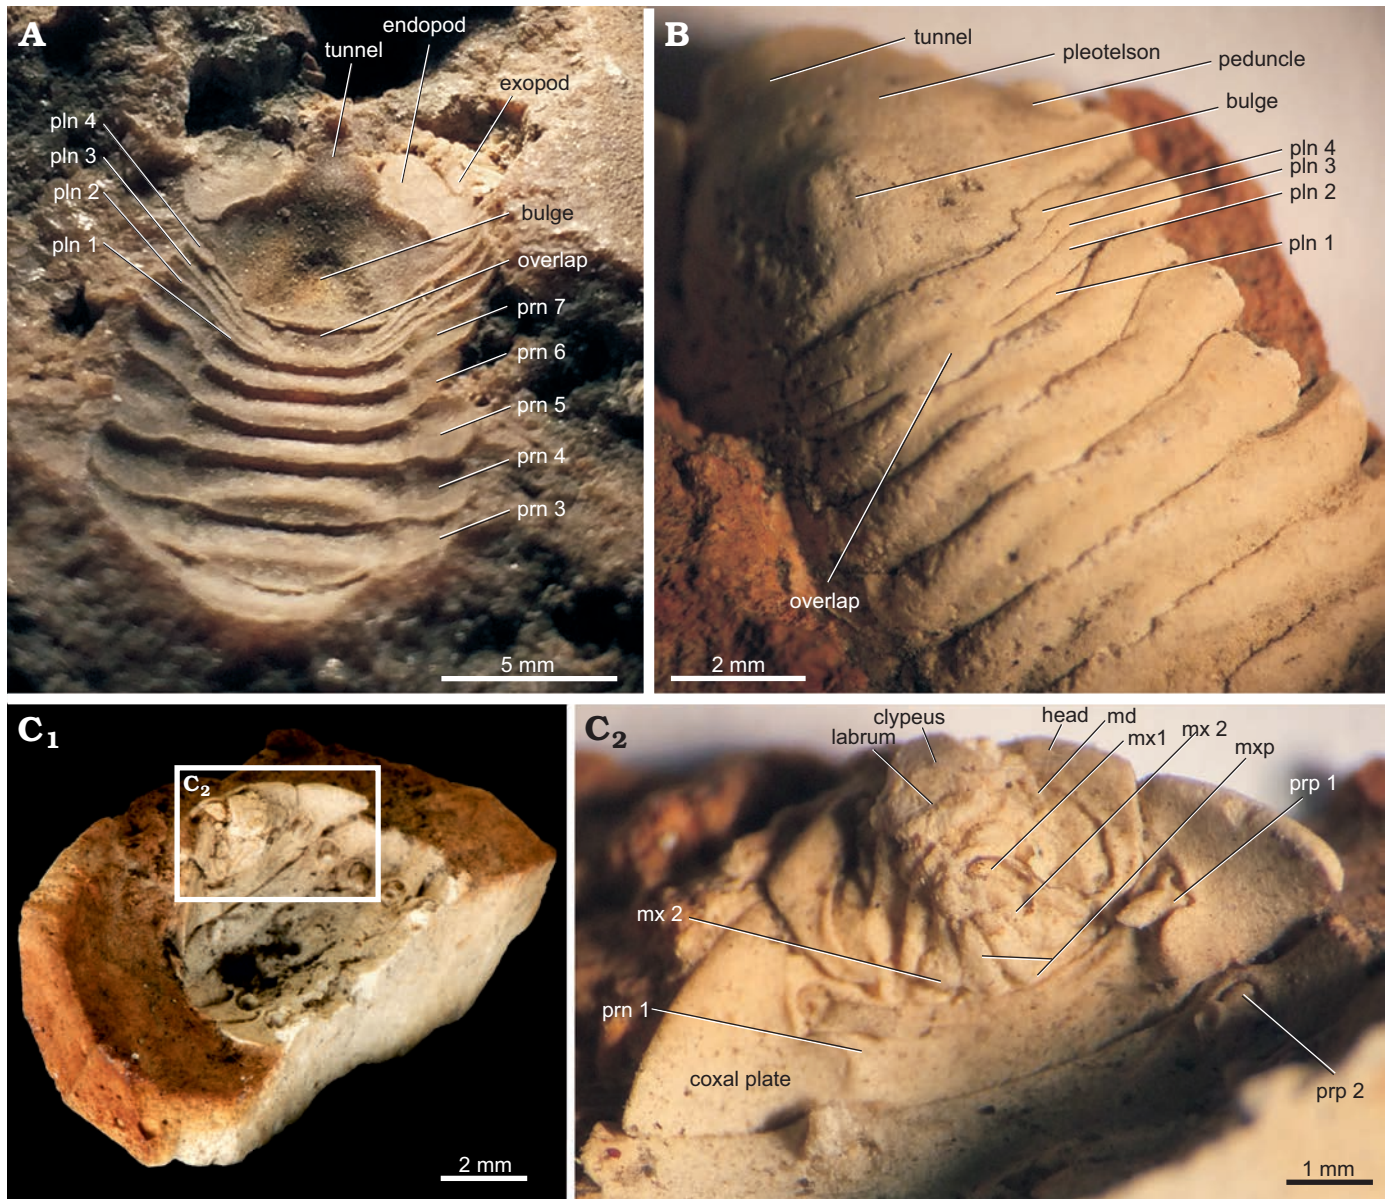 A
endopod
tunnel
exopod
pln 4
pln 3
pln 2
pln 1
bulge
overlap
prn 7
prn 6
prn 5
prn 4
prn 3
5 mm
B
tunnel
pleotelson
peduncle
bulge
pln 4
pln 3
pln 2
pln 1
overlap
2 mm
C1
C2
2 mm
C2
clypeus
labrum
head
md
mx1
mx 2
mxp
prp 1
mx 2
prn 1
coxal plate
prp 2
1 mm